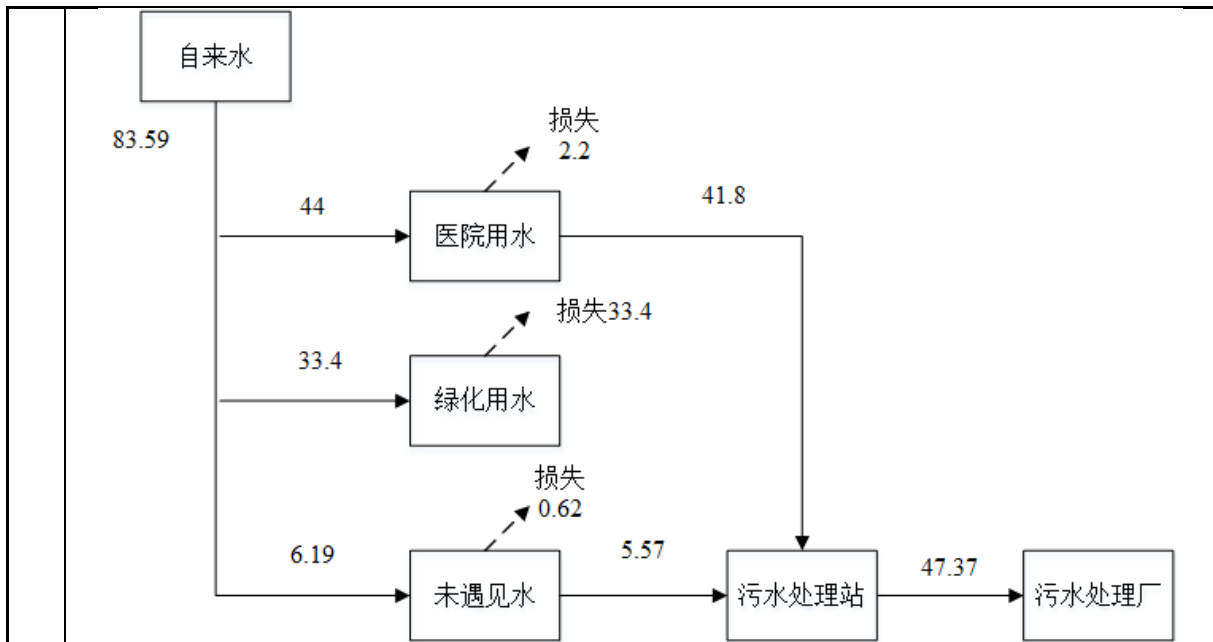 自来水
83.59
损失
2.2
44
医院用水
41.8
损失33.4
33.4
绿化用水
损失
0.62
6.19
未遇见水
5.57
污水处理站
47.37
污水处理厂